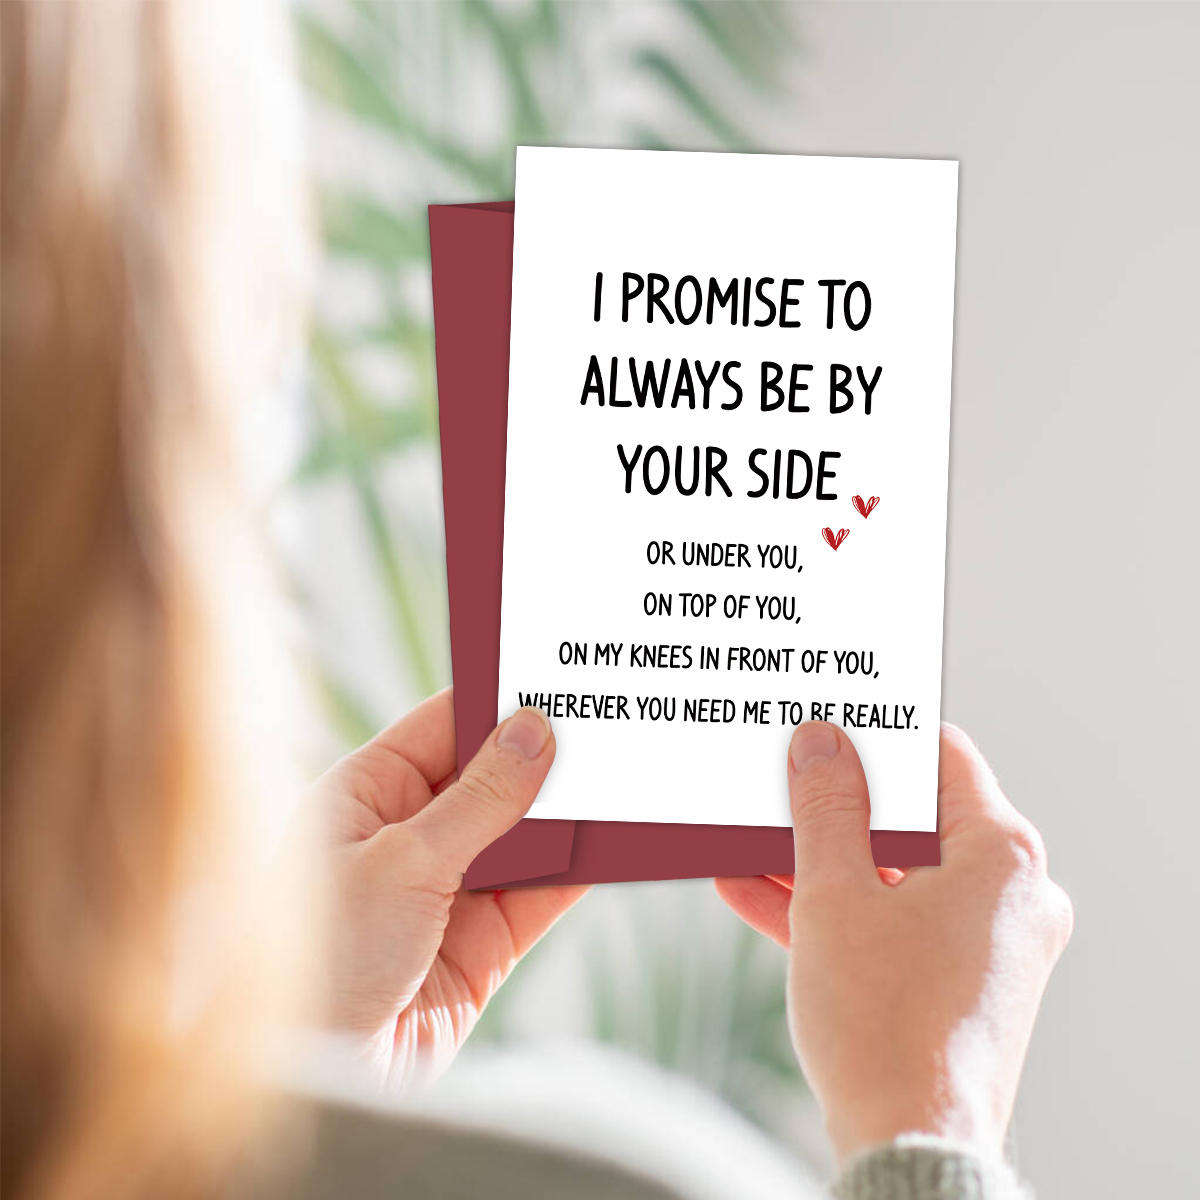 I PROMISE TO
ALWAYS BE BY
YOUR SIDE
OR UNDER YOU,
ON TOP OF YOU,
ON MY KNEES IN FRONT OF YOU,
WHEREVER YOU NEED ME TO BE REALLY.